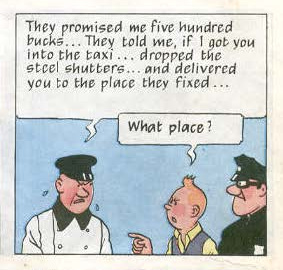 They promised me five hundred
bucks... They told me, if I got you
into the taxi... dropped the
steel shutters... and delivered
you to the place they fixed...
What place?